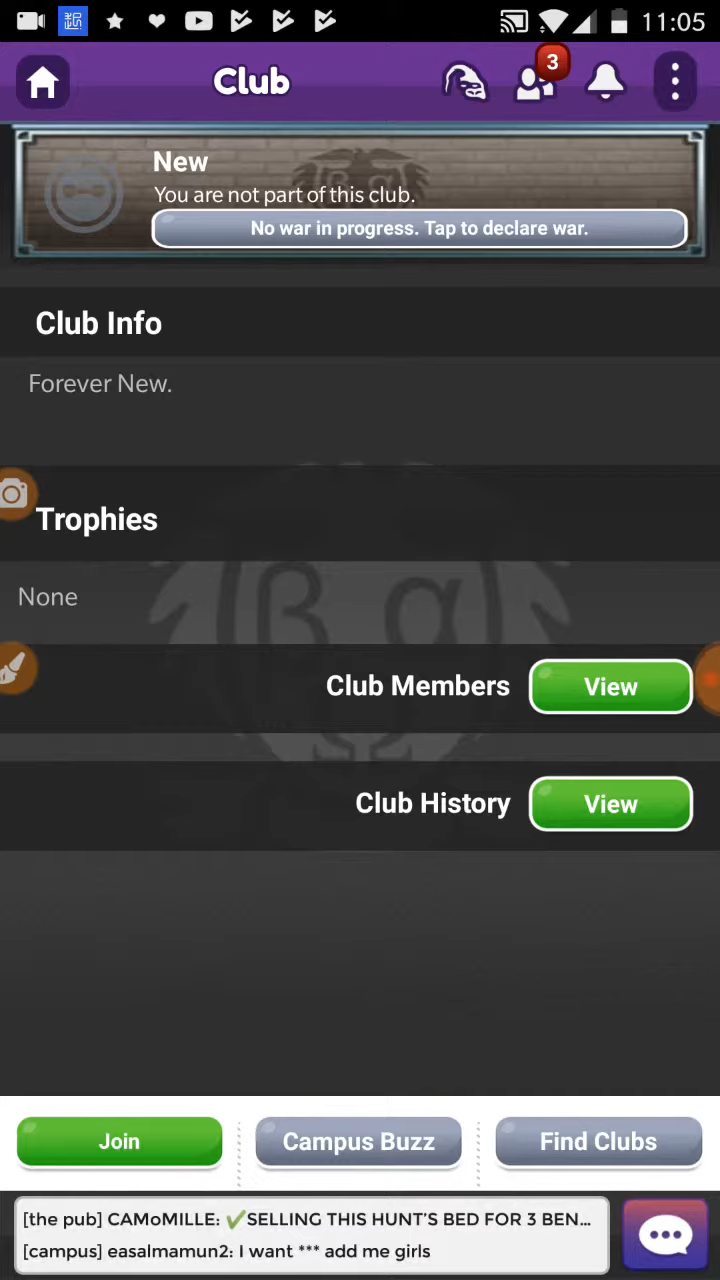 11:05
Club
3
New
You are not part of this club.
No war in progress. Tap to declare war.
Club Info
Forever New.
Trophies
None
β α
Club Members View
Club History View
Join Campus Buzz Find Clubs
[the pub] CAMoMILLE: ✔SELLING THIS HUNT'S BED FOR 3 BEN...
[campus] easalmamun2: I want *** add me girls